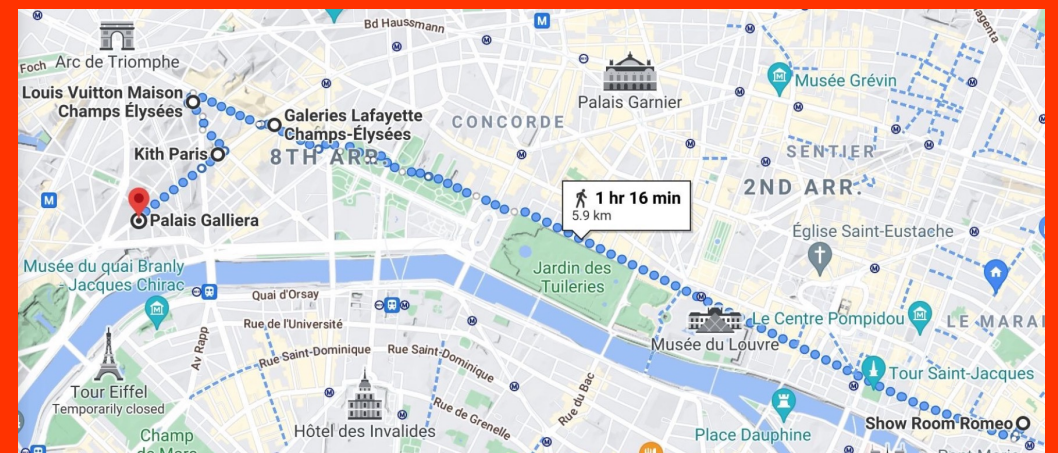 Bd Haussmann
M
Foch
Arc de Triomphe
Louis Vuitton Maison
Champs Élysées
Galeries Lafayette
Champs-Élysées
Palais Garnier
Musée Grévin
CONCORDE
Kith Paris
8TH ARR.
SENTIER
2ND ARR.
M
1 hr 16 min
5.9 km
Palais Galliera
Église Saint-Eustache
Musée du quai Branly
- Jacques Chirac
Jardin des
Tuileries
Quai d'Orsay
Rue de l'Université
Av Rapp
Rue Saint-Dominique
Rue Saint-Dominique
Musée du Louvre
Le Centre Pompidou
LE MARAI
Tour Saint-Jacques
Tour Eiffel
Temporarily closed
Rue du Bac
Rue de Grenelle
Hôtel des Invalides
Place Dauphine
Show Room Romeo
Champ